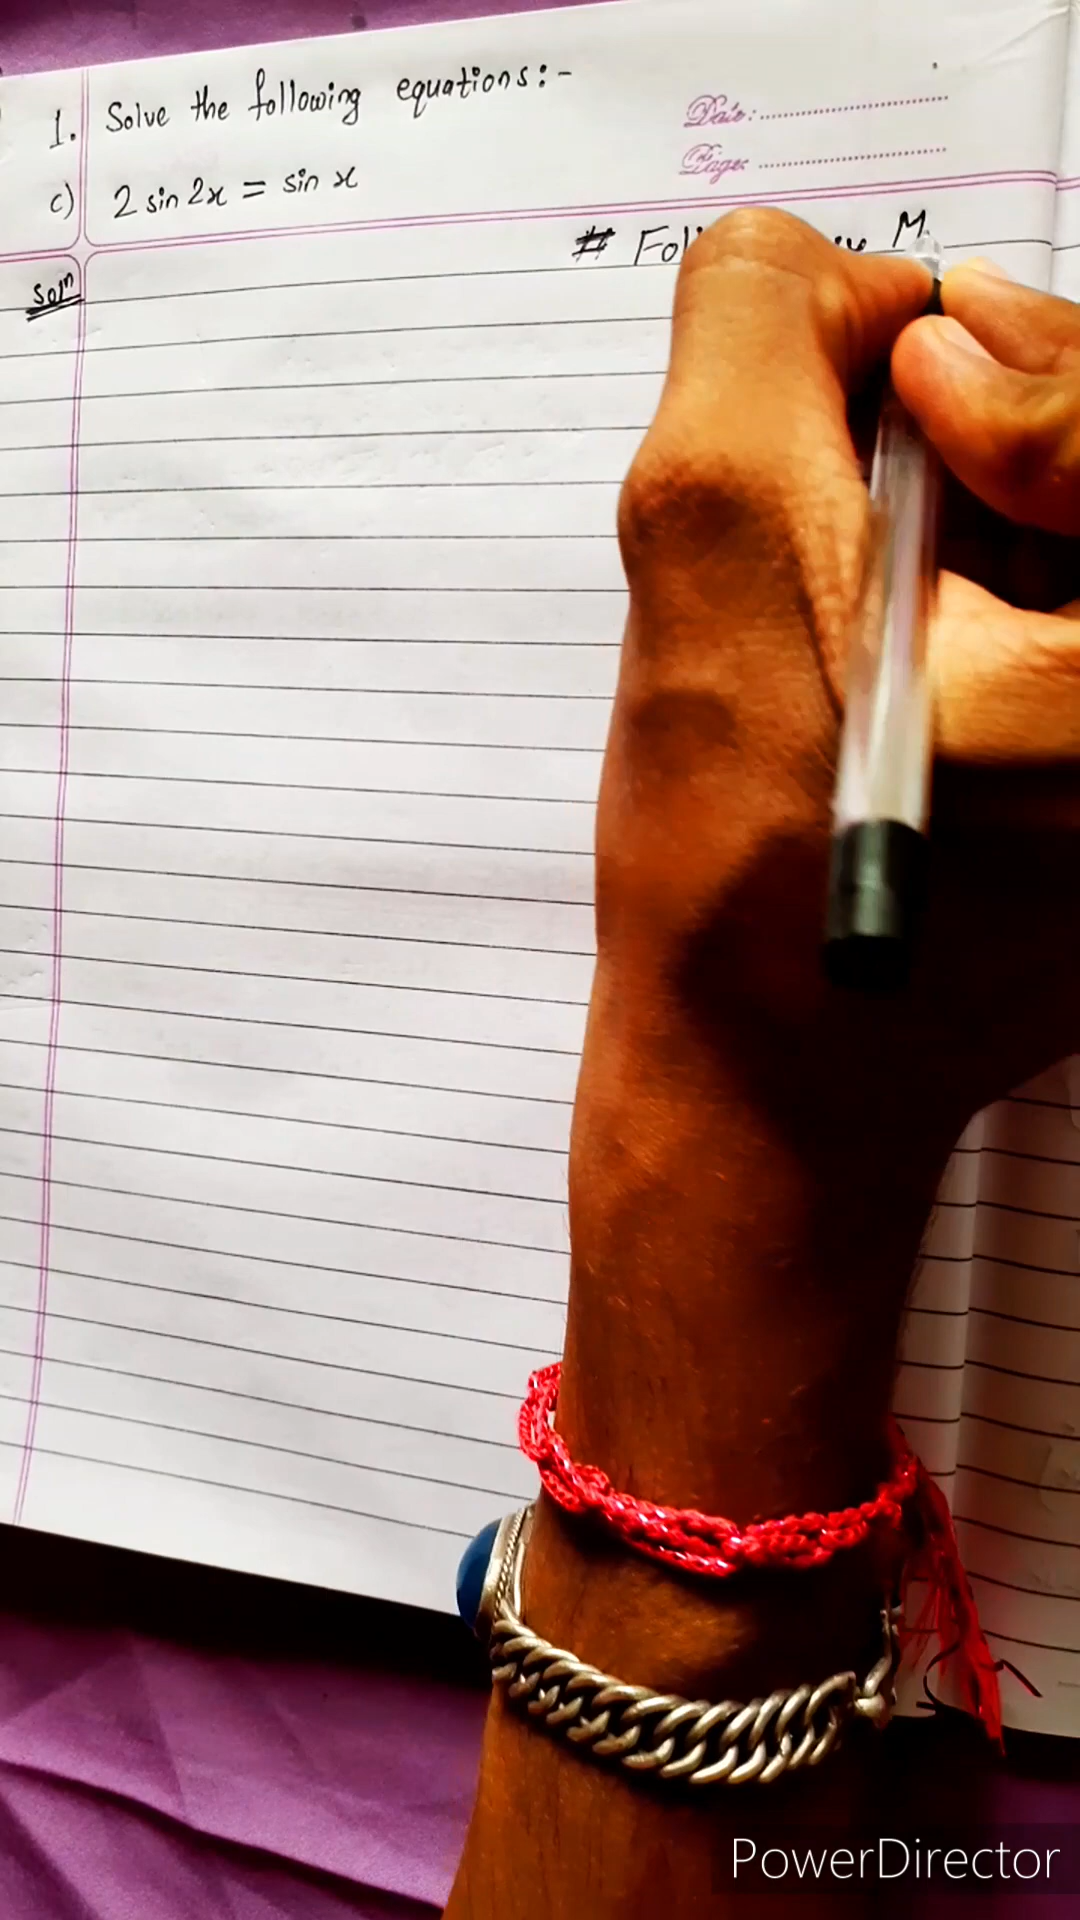 1. Solve the following equations:-
Date:
c) 2 sin 2x = sin x
Page:
# Fol
M
Solⁿ
PowerDirector